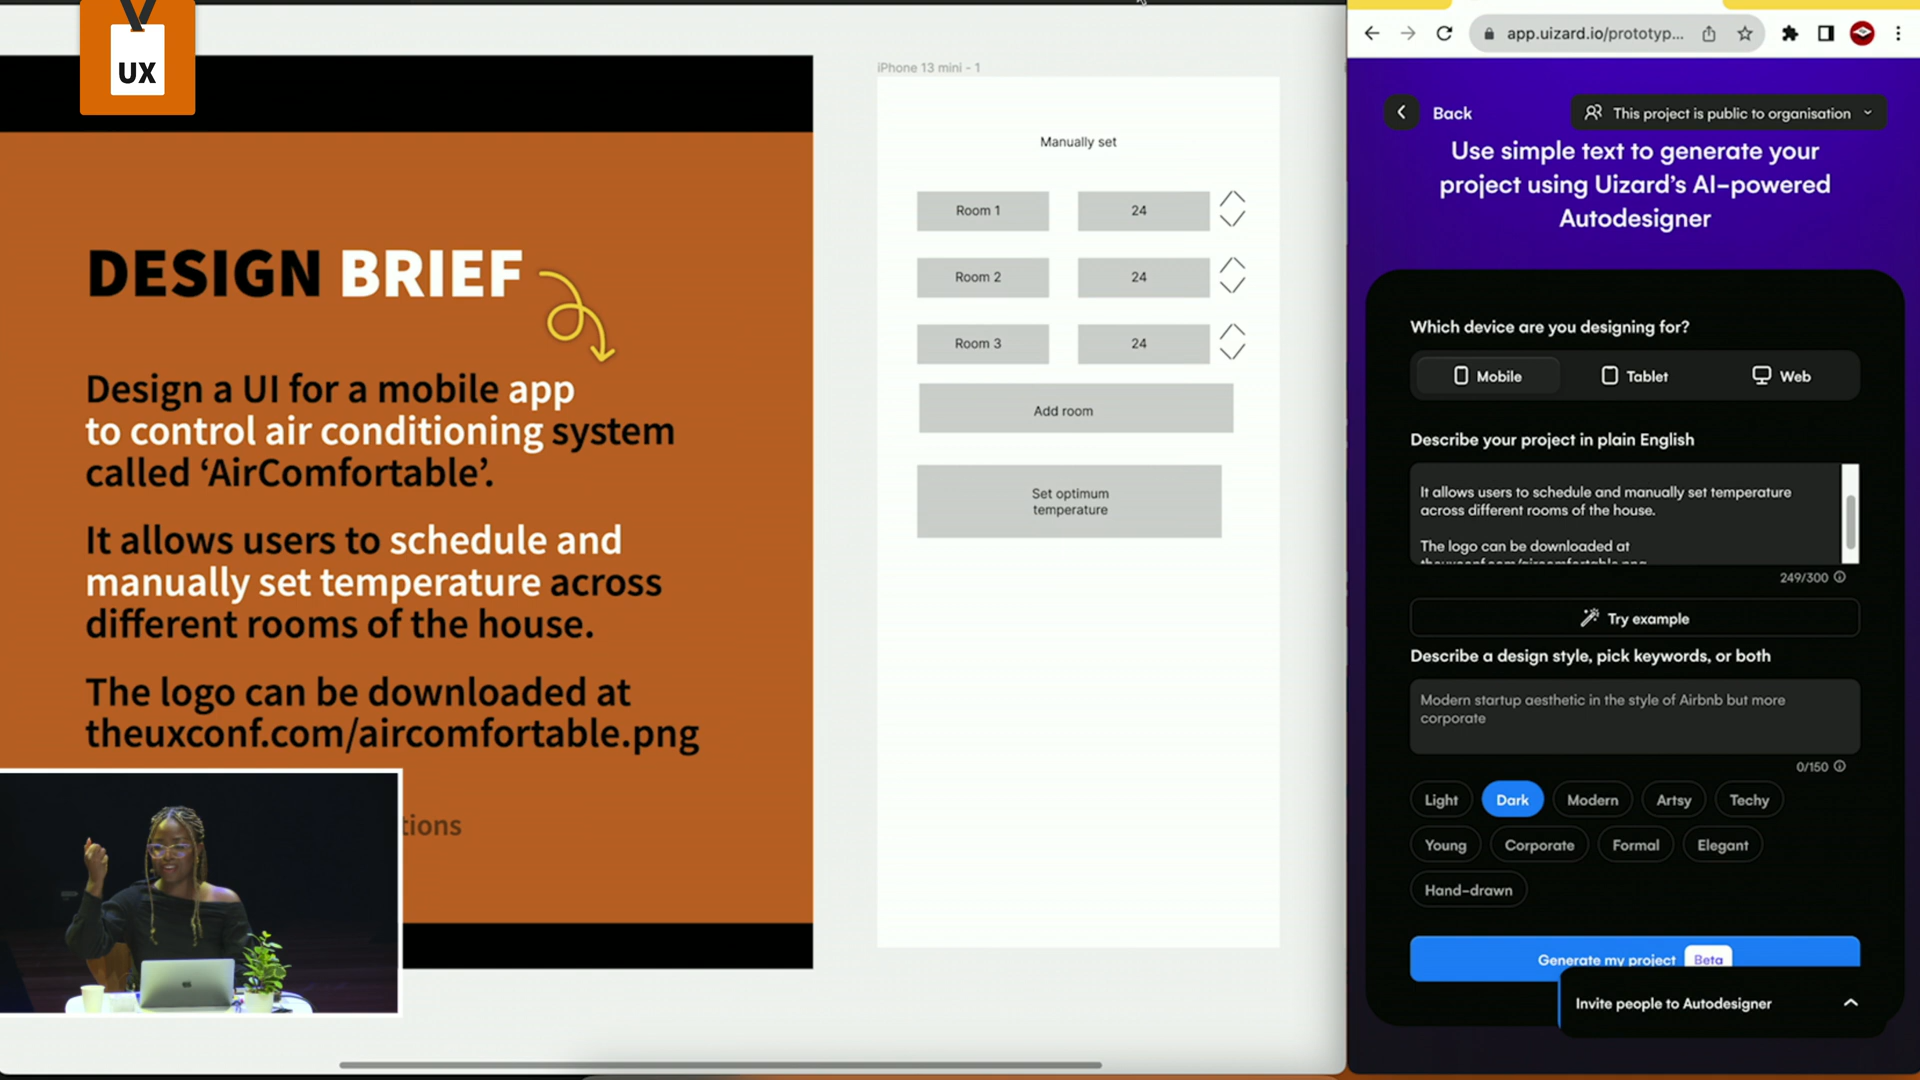 UX
DESIGN BRIEF
Design a UI for a mobile app
to control air conditioning system
called ‘AirComfortable’.
It allows users to schedule and
manually set temperature across
different rooms of the house.
The logo can be downloaded at
theuxconf.com/aircomfortable.png
tions
iPhone 13 mini - 1
Manually set
Room 1
24
Room 2
24
Room 3
24
Add room
Set optimum
temperature
app.uizard.io/prototyp...
Back
This project is public to organisation
Use simple text to generate your
project using Uizard's AI-powered
Autodesigner
Which device are you designing for?
Mobile
Tablet
Web
Describe your project in plain English
It allows users to schedule and manually set temperature
across different rooms of the house.
The logo can be downloaded at
theuxconf.com/aircomfortable.png
249/300
Try example
Describe a design style, pick keywords, or both
Modern startup aesthetic in the style of Airbnb but more
corporate
0/150
Light
Dark
Modern
Artsy
Techy
Young
Corporate
Formal
Elegant
Hand-drawn
Generate my project
Beta
Invite people to Autodesigner